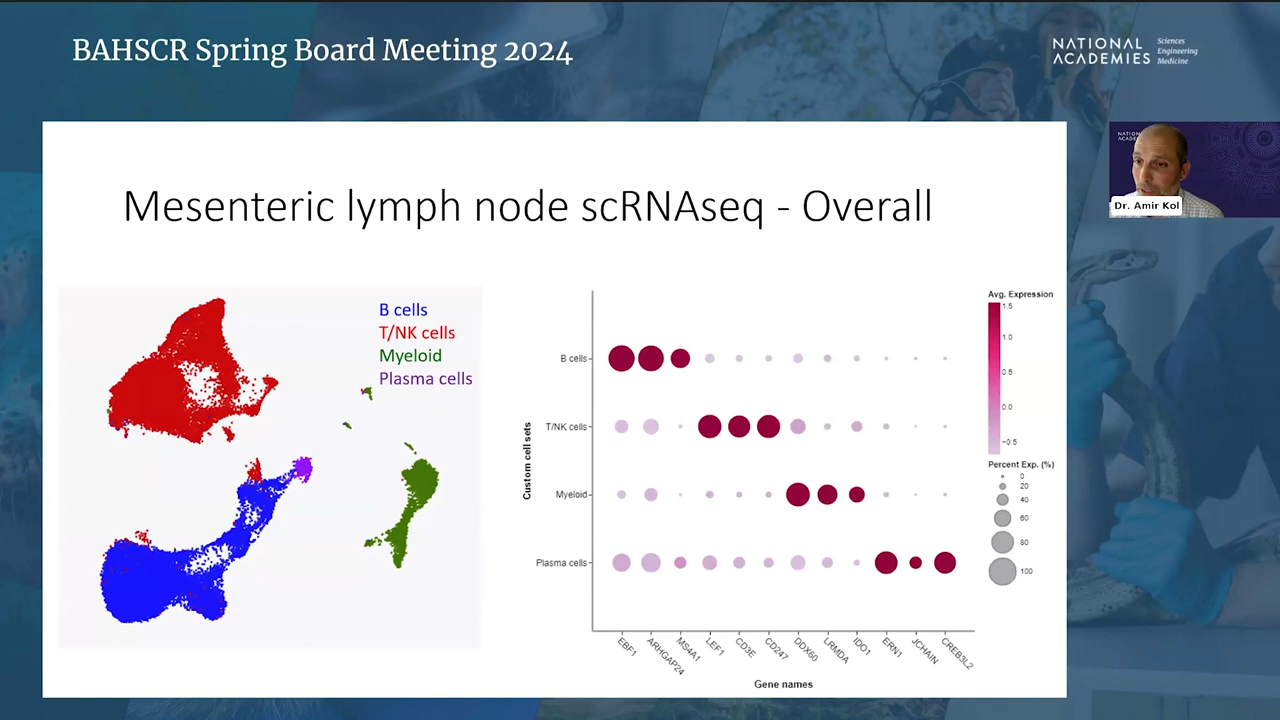 BAHSCR Spring Board Meeting 2024
NATIONAL
ACADEMIES
Sciences
Engineering
Medicine
Dr. Amir Kol
Mesenteric lymph node scRNAseq - Overall
B cells
T/NK cells
Myeloid
Plasma cells
Custom cell sets
B cells
T/NK cells
Myeloid
Plasma cells
EBF1
ARHGAP24
MS4A1
LEF1
CD3E
CD247
DDX60
LRMDA
IDO1
ERN1
JCHAIN
CREB3L2
Gene names
Avg. Expression
1.5
1.0
0.5
0.0
-0.5
Percent Exp. (%)
0
20
40
60
80
100